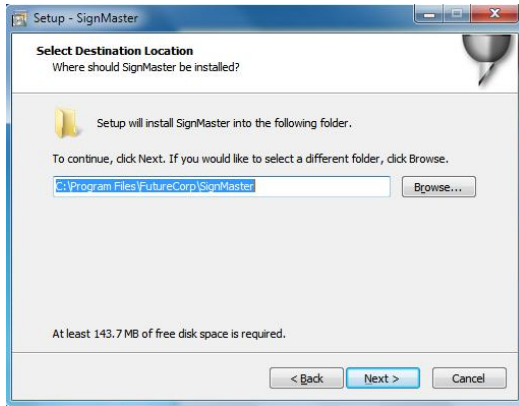 Setup - SignMaster
Select Destination Location
Where should SignMaster be installed?
Setup will install SignMaster into the following folder.
To continue, click Next. If you would like to select a different folder, click Browse.
C:\Program Files\FutureCorp\SignMaster
Browse...
At least 143.7 MB of free disk space is required.
< Back
Next >
Cancel